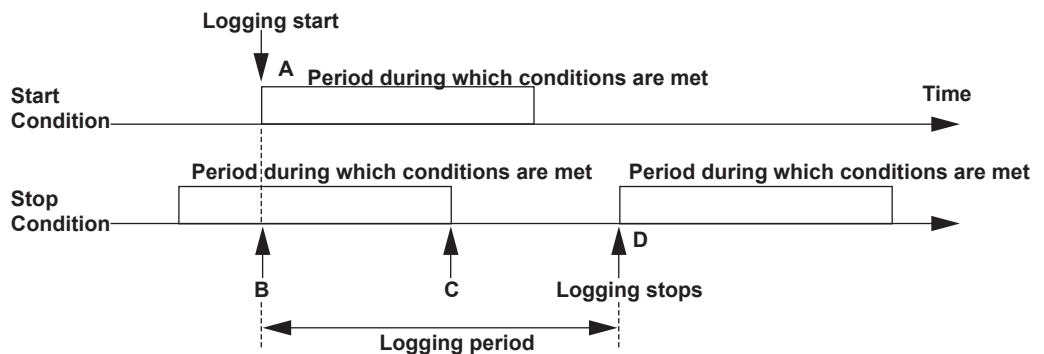 Logging start
A
Period during which conditions are met
Start
Condition
Time
Period during which conditions are met
Period during which conditions are met
Stop
Condition
D
B
C
Logging stops
Logging period